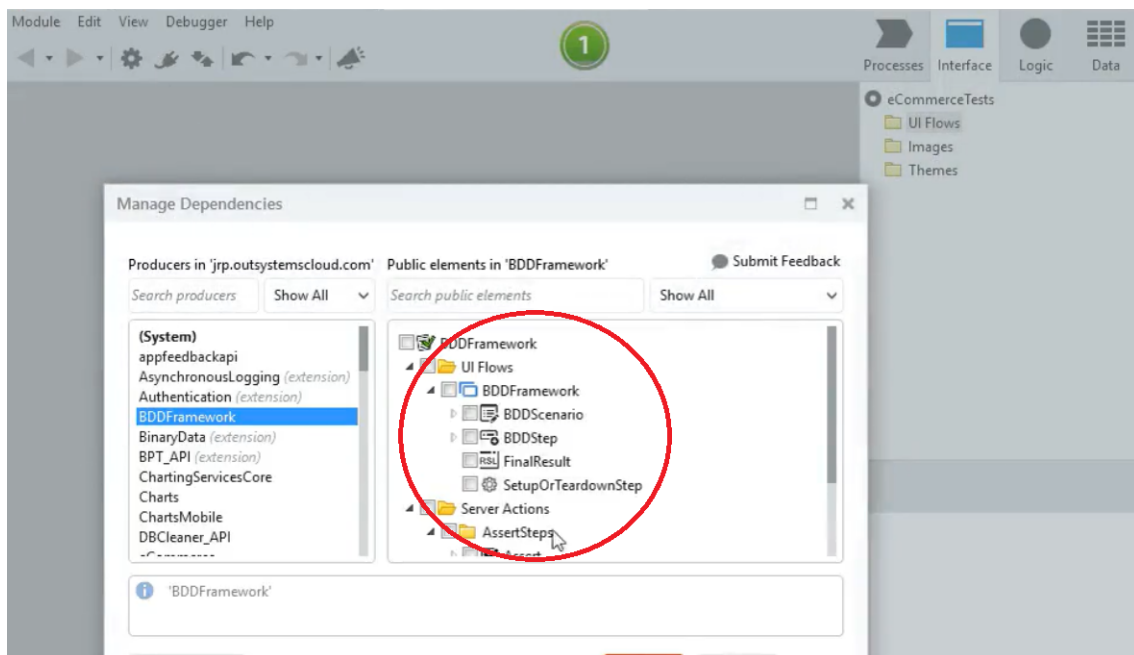 Module Edit View Debugger Help
1
Processes Interface Logic Data
eCommerceTests
UI Flows
Images
Themes
Manage Dependencies
Submit Feedback
Producers in 'jrp.outsystemscloud.com' Public elements in 'BDDFramework'
Search producers Show All Search public elements Show All
(System)
appfeedbackapi
AsynchronousLogging (extension)
Authentication (extension)
BDDFramework
BinaryData (extension)
BPT_API (extension)
ChartingServicesCore
Charts
ChartsMobile
DBCleaner_API
eCommerce
BDDFramework
UI Flows
BDDFramework
BDDScenario
BDDStep
RSL FinalResult
SetupOrTeardownStep
Server Actions
AssertSteps
Assert
'BDDFramework'